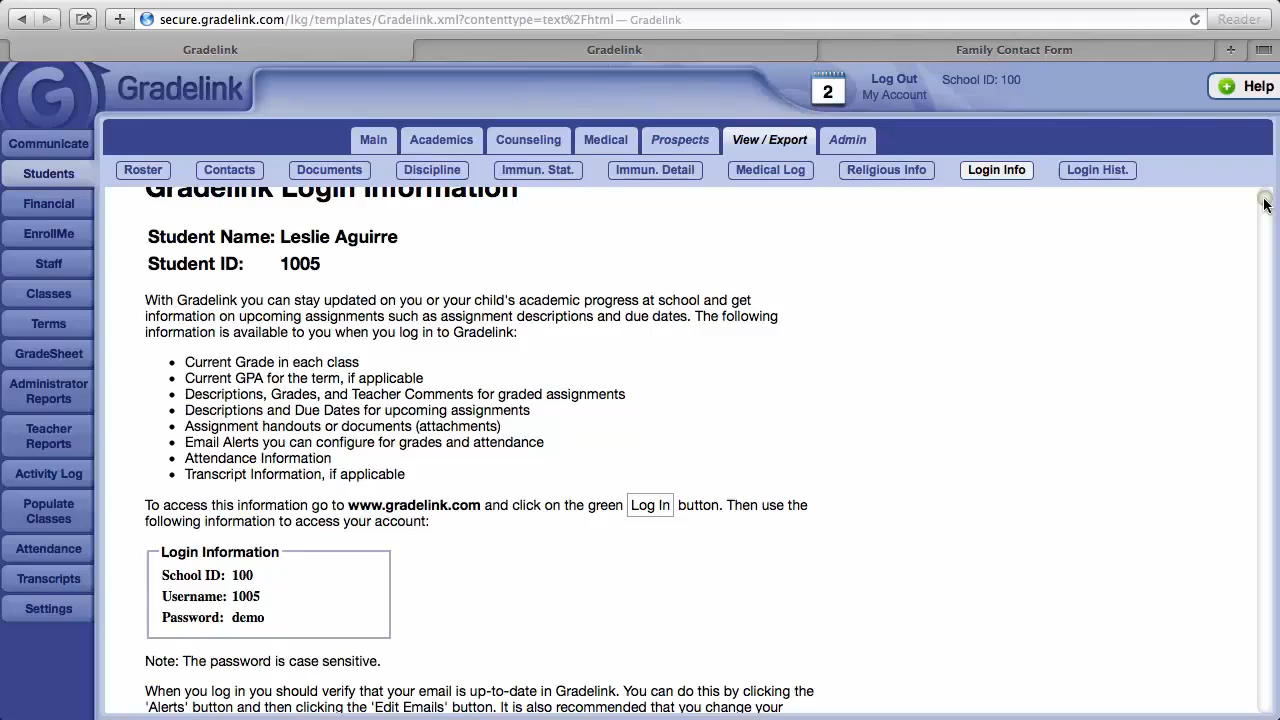 secure.gradelink.com/lkg/templates/Gradelink.xml?contenttype=text%2Fhtml — Gradelink
Reader
Gradelink
Gradelink
Family Contact Form
G
Gradelink
2
Log Out
My Account
School ID: 100
Help
Main
Academics
Counseling
Medical
Prospects
View / Export
Admin
Roster
Contacts
Documents
Discipline
Immun. Stat.
Immun. Detail
Medical Log
Religious Info
Login Info
Login Hist.
Communicate
Students
Financial
EnrollMe
Staff
Classes
Terms
GradeSheet
Administrator
Reports
Teacher
Reports
Activity Log
Populate
Classes
Attendance
Transcripts
Settings
Gradelink Login Information
Student Name: Leslie Aguirre
Student ID: 1005
With Gradelink you can stay updated on you or your child's academic progress at school and get
information on upcoming assignments such as assignment descriptions and due dates. The following
information is available to you when you log in to Gradelink:
• Current Grade in each class
• Current GPA for the term, if applicable
• Descriptions, Grades, and Teacher Comments for graded assignments
• Descriptions and Due Dates for upcoming assignments
• Assignment handouts or documents (attachments)
• Email Alerts you can configure for grades and attendance
• Attendance Information
• Transcript Information, if applicable
To access this information go to www.gradelink.com and click on the green Log In button. Then use the
following information to access your account:
Login Information
School ID: 100
Username: 1005
Password: demo
Note: The password is case sensitive.
When you log in you should verify that your email is up-to-date in Gradelink. You can do this by clicking the
'Alerts' button and then clicking the 'Edit Emails' button. It is also recommended that you change your